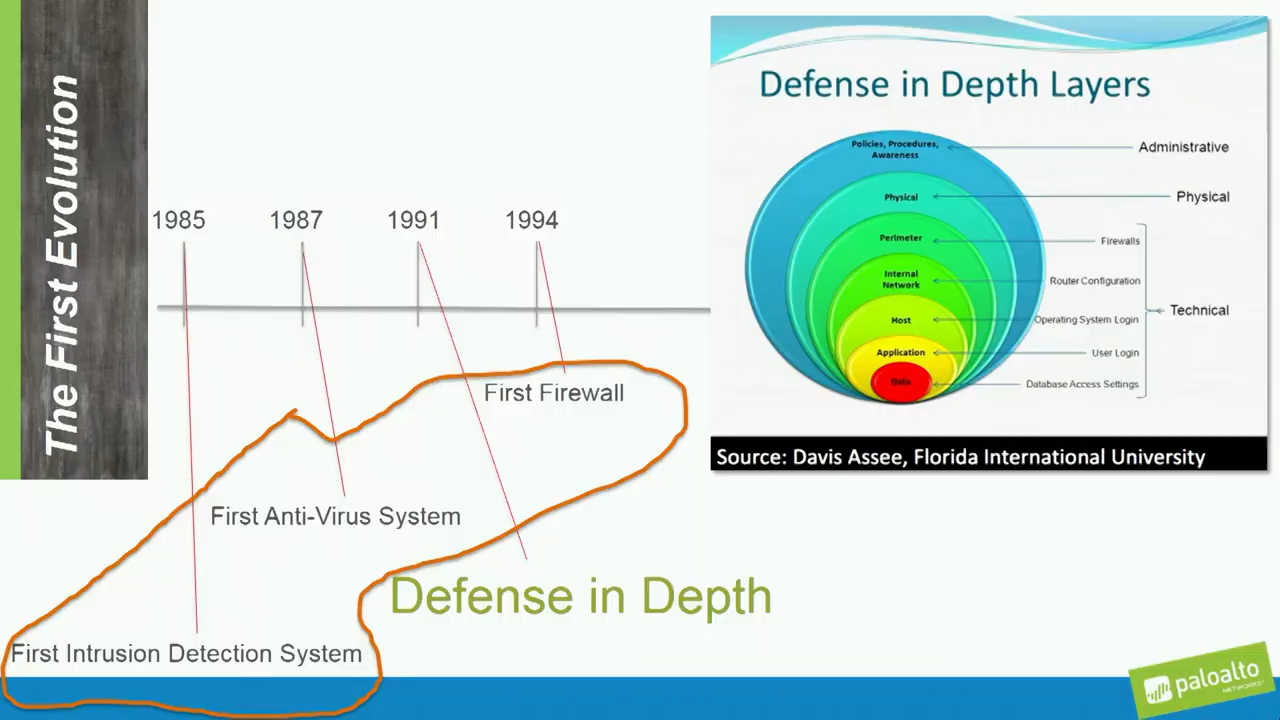 The First Evolution
1985
1987
1991
1994
First Firewall
First Anti-Virus System
Defense in Depth
First Intrusion Detection System
Defense in Depth Layers
Policies, Procedures,
Awareness
Administrative
Physical
Physical
Perimeter
Firewalls
Internal
Network
Router Configuration
Technical
Host
Operating System Login
Application
User Login
Data
Database Access Settings
Source: Davis Assee, Florida International University
paloalto
NETWORKS